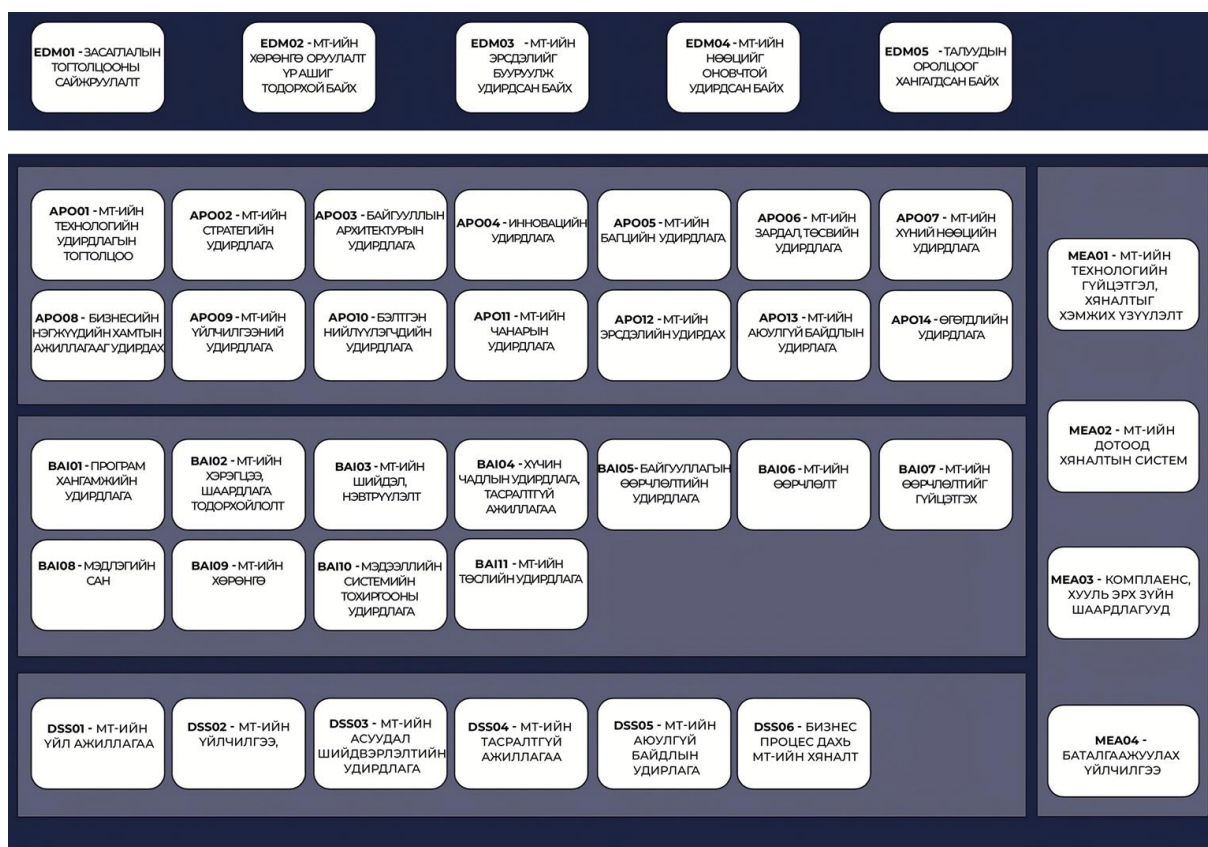 EDM01 - ЗАСАГЛАЛЫН
ТОГТОЛЦООНЫ
САЙЖРУУЛАЛТ
EDM02 - МТ-ИЙН
ХӨРӨНГӨ ОРУУЛАЛТ
ҮР АШИГ
ТОДОРХОЙ БАЙХ
EDM03 - МТ-ИЙН
ЭРСДЭЛИЙГ
БУУРУУЛЖ
УДИРДСАН БАЙХ
EDM04 - МТ-ИЙН
НӨӨЦИЙГ
ОНОВЧТОЙ
УДИРДСАН БАЙХ
EDM05 - ТАЛУУДЫН
ОРОЛЦООГ
ХАНГАГДСАН БАЙХ
APO01 - МТ-ИЙН
ТЕХНОЛОГИЙН
УДИРДЛАГЫН
ТОГТОЛЦОО
APO02 - МТ-ИЙН
СТРАТЕГИЙН
УДИРДЛАГА
APO03 - БАЙГУУЛЛЫН
АРХИТЕКТУРЫН
УДИРДЛАГА
APO04 - ИННОВАЦИЙН
УДИРДЛАГА
APO05 - МТ-ИЙН
БАГЦИЙН УДИРДЛАГА
APO06 - МТ-ИЙН
ЗАРДАЛ, ТӨСВИЙН
УДИРДЛАГА
APO07 - МТ-ИЙН
ХҮНИЙ НӨӨЦИЙН
УДИРДЛАГА
APO08 - БИЗНЕСИЙН
НЭГЖҮҮДИЙН ХАМТЫН
АЖИЛЛАГААГ УДИРДАХ
APO09 - МТ-ИЙН
ҮЙЛЧИЛГЭЭНИЙ
УДИРДЛАГА
APO10 - БЭЛТГЭН
НИЙЛҮҮЛЭГЧДИЙН
УДИРДЛАГА
APO11 - МТ-ИЙН
ЧАНАРЫН
УДИРДЛАГА
APO12 - МТ-ИЙН
ЭРСДЭЛИЙН УДИРДАХ
APO13 - МТ-ИЙН
АЮУЛГҮЙ БАЙДЛЫН
УДИРЛАГА
APO14 - ӨГӨГДЛИЙН
УДИРДЛАГА
BAI01 - ПРОГРАМ
ХАНГАМЖИЙН
УДИРДЛАГА
BAI02 - МТ-ИЙН
ХЭРЭГЦЭЭ,
ШААРДЛАГА
ТОДОРХОЙЛОЛТ
BAI03 - МТ-ИЙН
ШИЙДЭЛ,
НЭВТРҮҮЛЭЛТ
BAI04 - ХҮЧИН
ЧАДЛЫН УДИРДЛАГА,
ТАСРАЛТГҮЙ
АЖИЛЛАГАА
BAI05- БАЙГУУЛЛАГЫН
ӨӨРЧЛӨЛТИЙН
УДИРДЛАГА
BAI06 - МТ-ИЙН
ӨӨРЧЛӨЛТ
BAI07 - МТ-ИЙН
ӨӨРЧЛӨЛТИЙГ
ГҮЙЦЭТГЭХ
BAI08 - МЭДЛЭГИЙН
САН
BAI09 - МТ-ИЙН
ХӨРӨНГӨ
BAI10 - МЭДЭЭЛЛИЙН
СИСТЕМИЙН
ТОХИРГООНЫ
УДИРДЛАГА
BAI11 - МТ-ИЙН
ТӨСЛИЙН УДИРДЛАГА
DSS01 - МТ-ИЙН
ҮЙЛ АЖИЛЛАГАА
DSS02 - МТ-ИЙН
ҮЙЛЧИЛГЭЭ,
DSS03 - МТ-ИЙН
АСУУДАЛ
ШИЙДВЭРЛЭЛТИЙН
УДИРДЛАГА
DSS04 - МТ-ИЙН
ТАСРАЛТГҮЙ
АЖИЛЛАГАА
DSS05 - МТ-ИЙН
АЮУЛГҮЙ
БАЙДЛЫН
УДИРЛАГА
DSS06 - БИЗНЕС
ПРОЦЕС ДАХЬ
МТ-ИЙН ХЯНАЛТ
MEA01 - МТ-ИЙН
ТЕХНОЛОГИЙН
ГҮЙЦЭТГЭЛ,
ХЯНАЛТЫГ
ХЭМЖИХ ҮЗҮҮЛЭЛТ
MEA02 - МТ-ИЙН
ДОТООД
ХЯНАЛТЫН СИСТЕМ
MEA03 - КОМПЛАЕНС,
ХУУЛЬ ЭРХ ЗҮЙН
ШААРДЛАГУУД
MEA04 -
БАТАЛГААЖУУЛАХ
ҮЙЛЧИЛГЭЭ